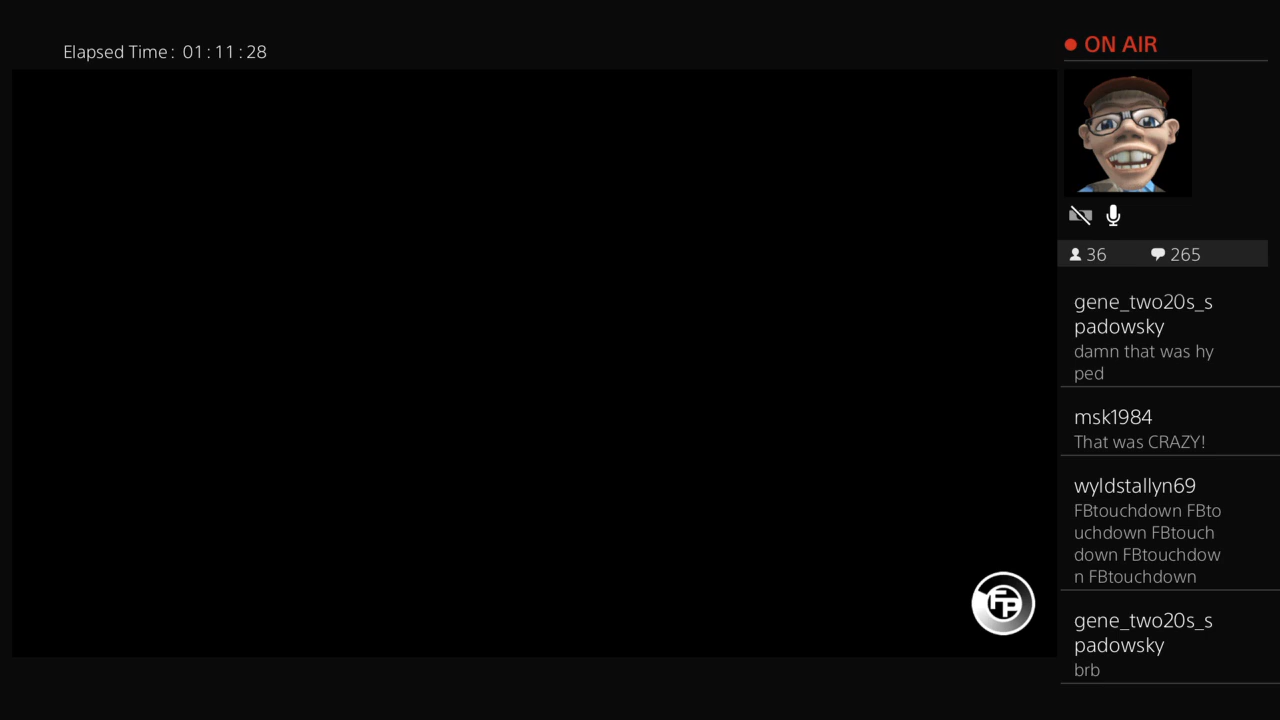 Elapsed Time: 01:11:28
ON AIR
36 265
gene_two20s_s
padowsky
damn that was hy
ped
msk1984
That was CRAZY!
wyldstallyn69
FBtouchdown FBto
uchdown FBtouch
down FBtouchdow
n FBtouchdown
FP
gene_two20s_s
padowsky
brb